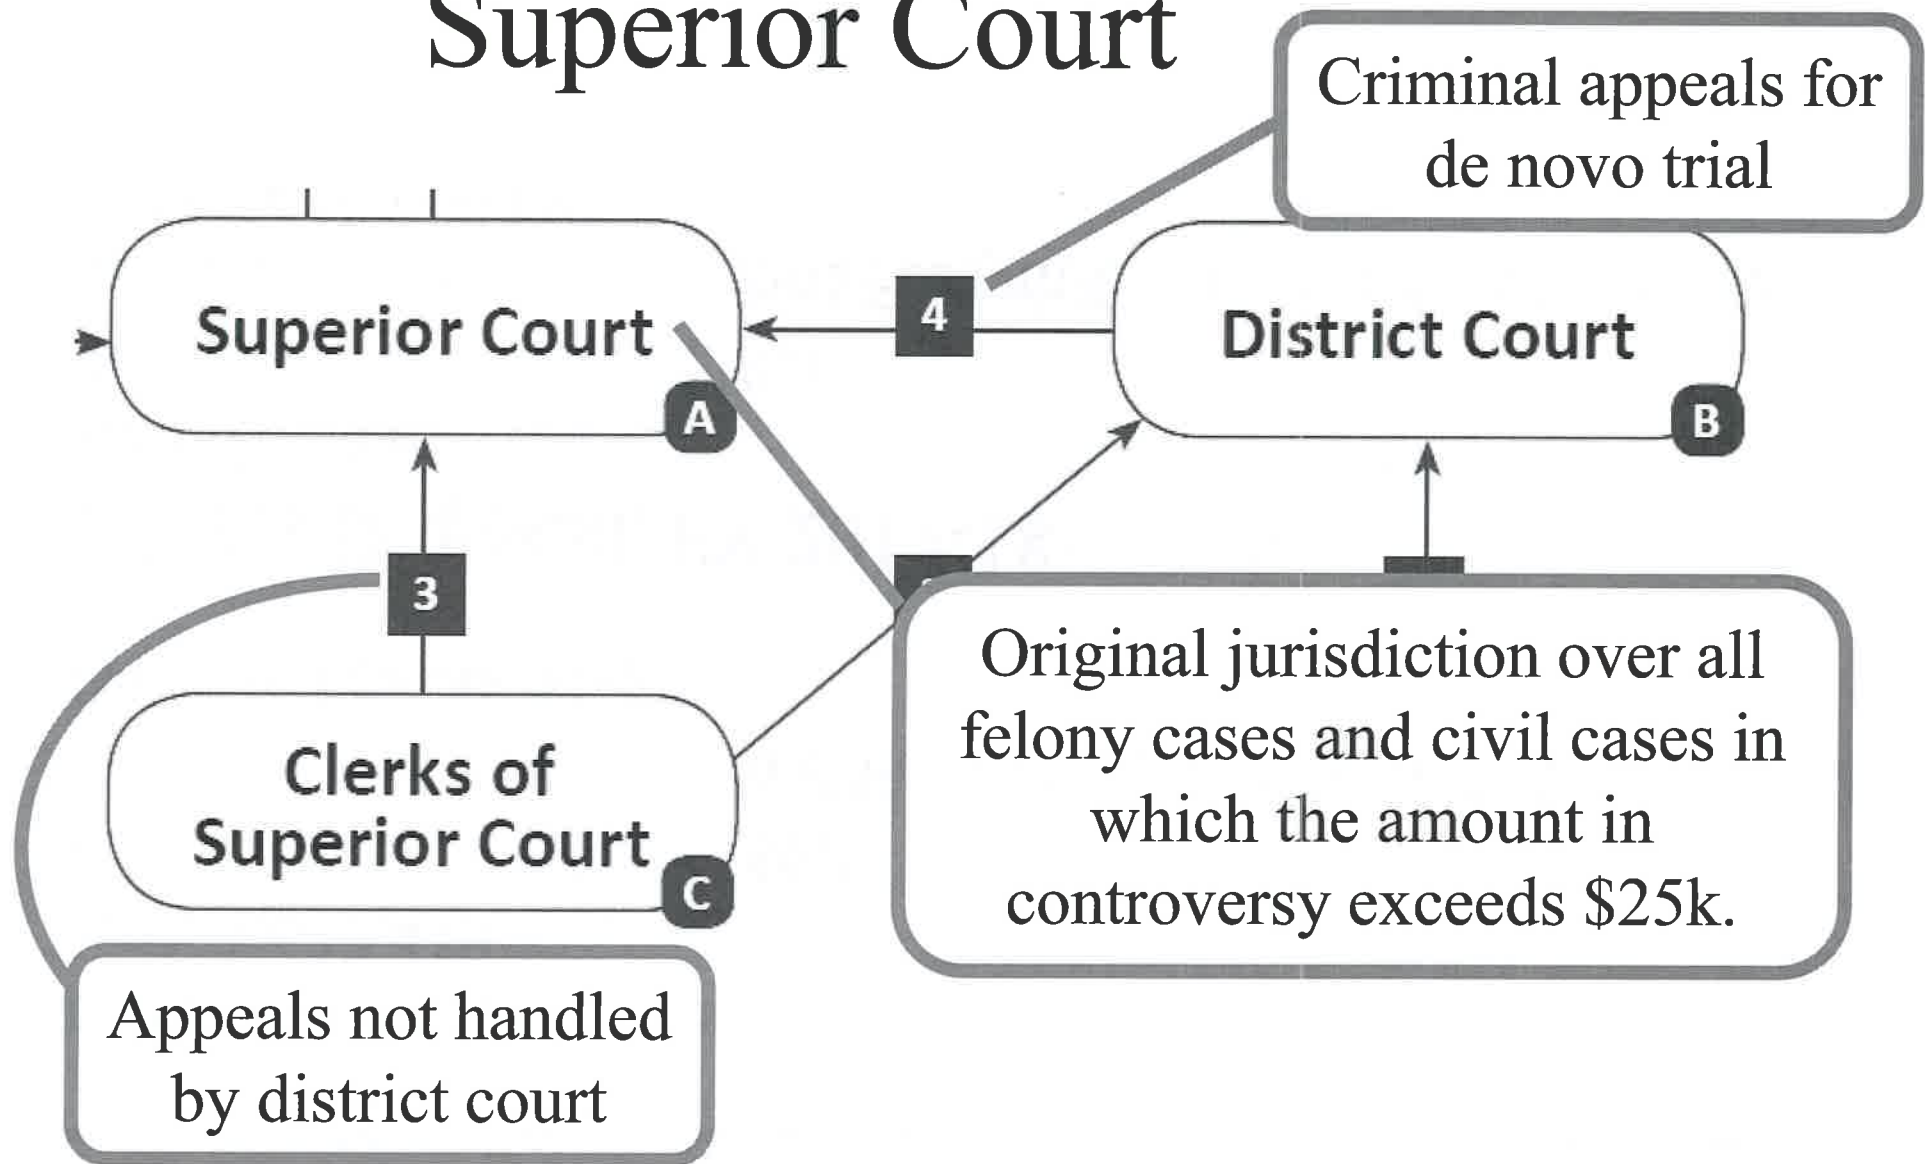 Superior Court
Criminal appeals for
de novo trial
Superior Court
A
4
District Court
B
3
Clerks of
Superior Court
C
Original jurisdiction over all
felony cases and civil cases in
which the amount in
controversy exceeds $25k.
Appeals not handled
by district court